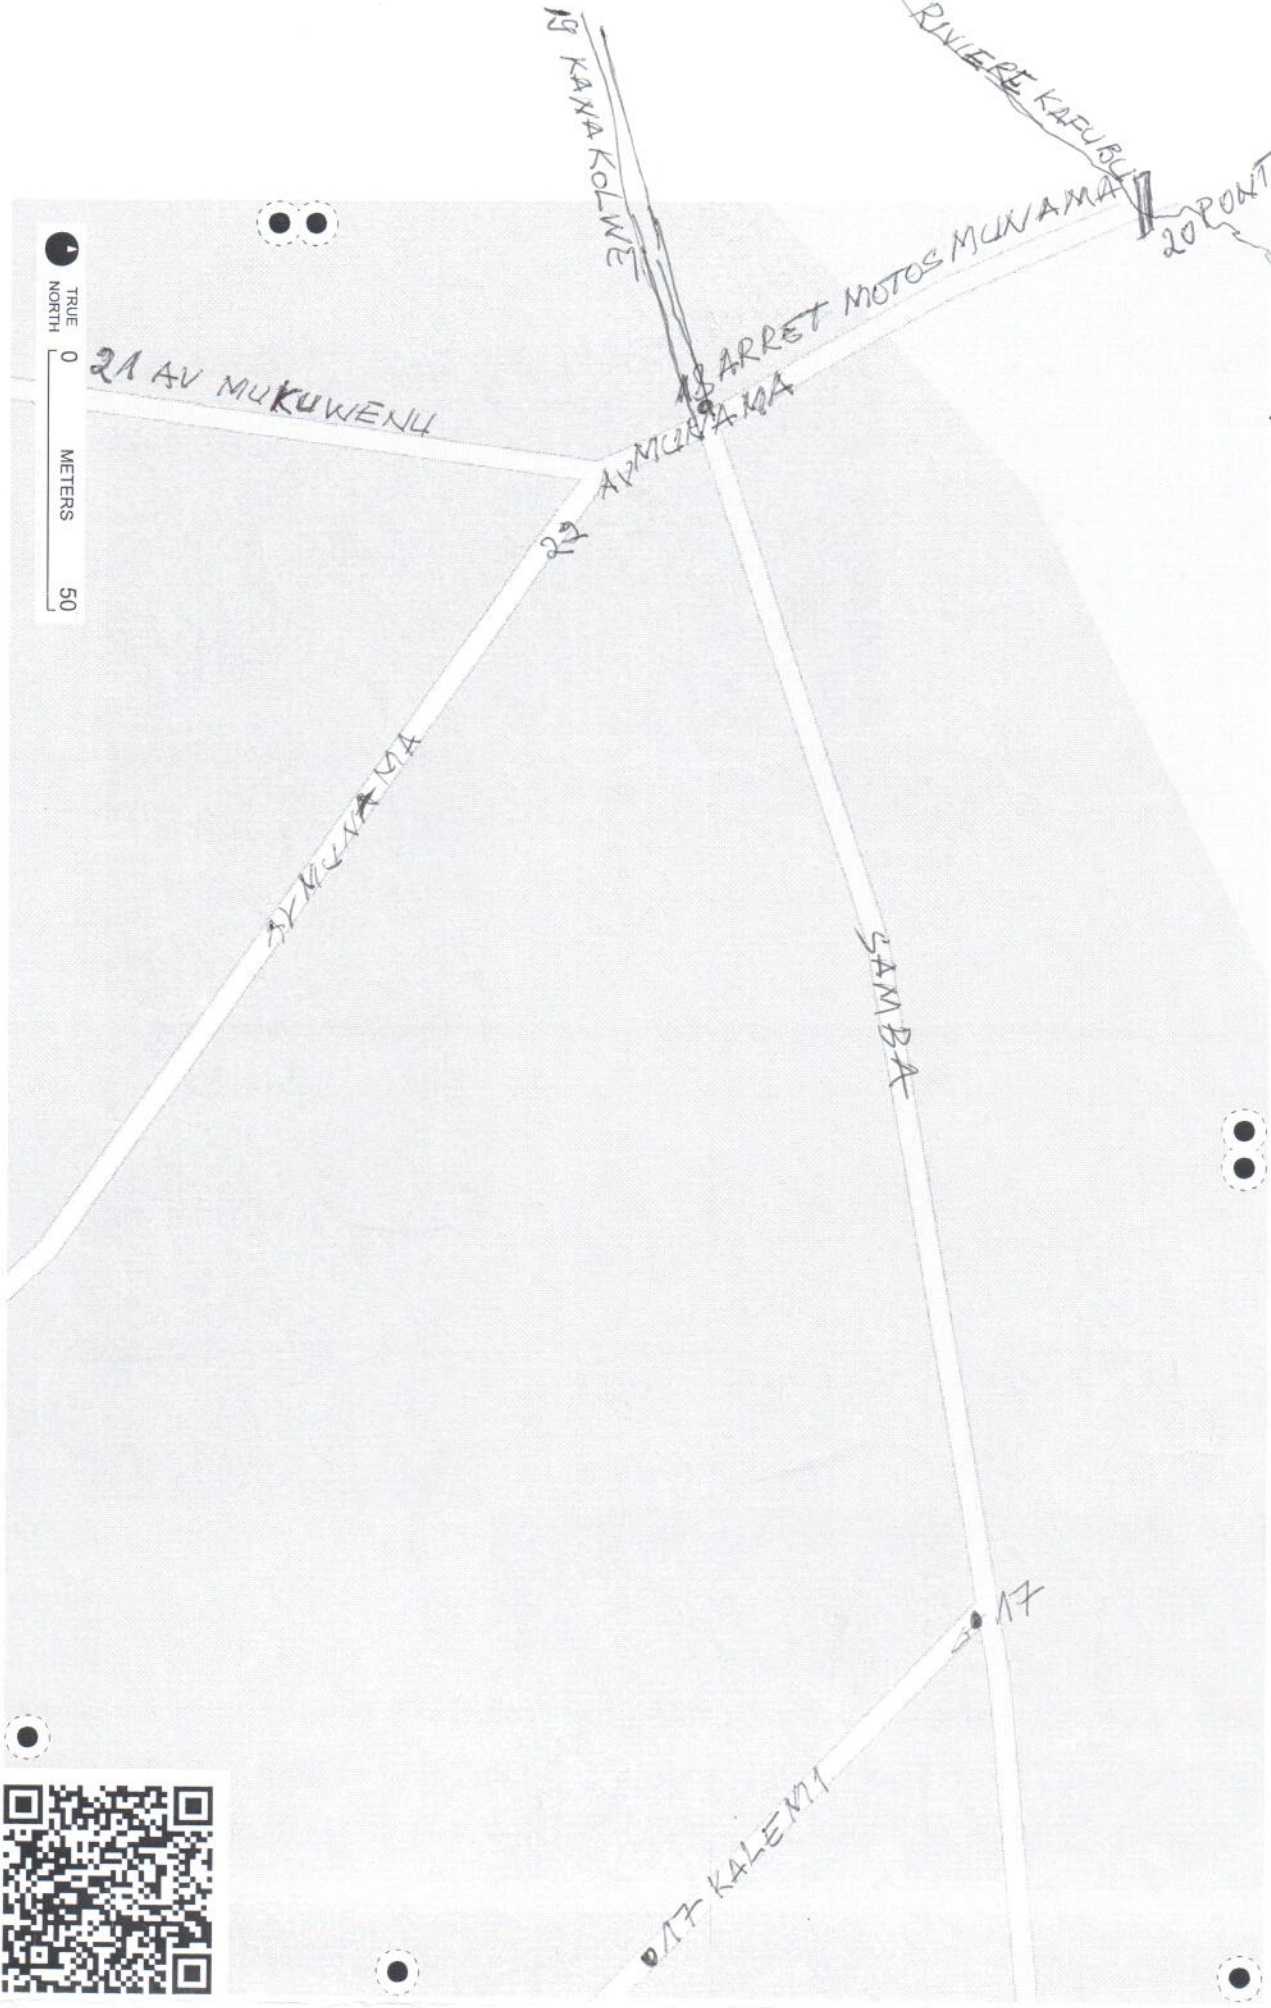 19 KANAKOLWE
RIVIERE KAFUBU
20 PONT
18 ARRET MOTOS MUNAMA
AV MUNAMA
21 AV MUKUWENU
TRUE
NORTH
0 METERS 50
22
AV MUNAMA
SAMBA
17
17 KALEMI